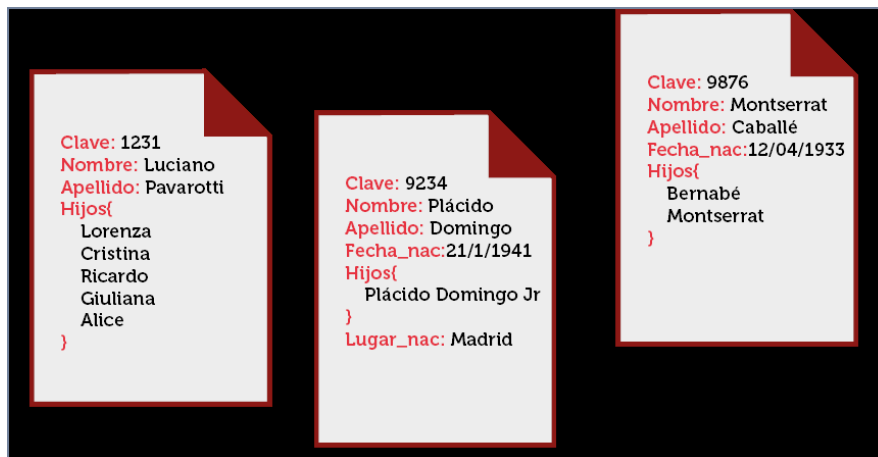 Clave: 1231
Nombre: Luciano
Apellido: Pavarotti
Hijos{
Lorenza
Cristina
Ricardo
Giuliana
Alice
}
Clave: 9234
Nombre: Plácido
Apellido: Domingo
Fecha_nac:21/1/1941
Hijos{
Plácido Domingo Jr
}
Lugar_nac: Madrid
Clave: 9876
Nombre: Montserrat
Apellido: Caballé
Fecha_nac:12/04/1933
Hijos{
Bernabé
Montserrat
}